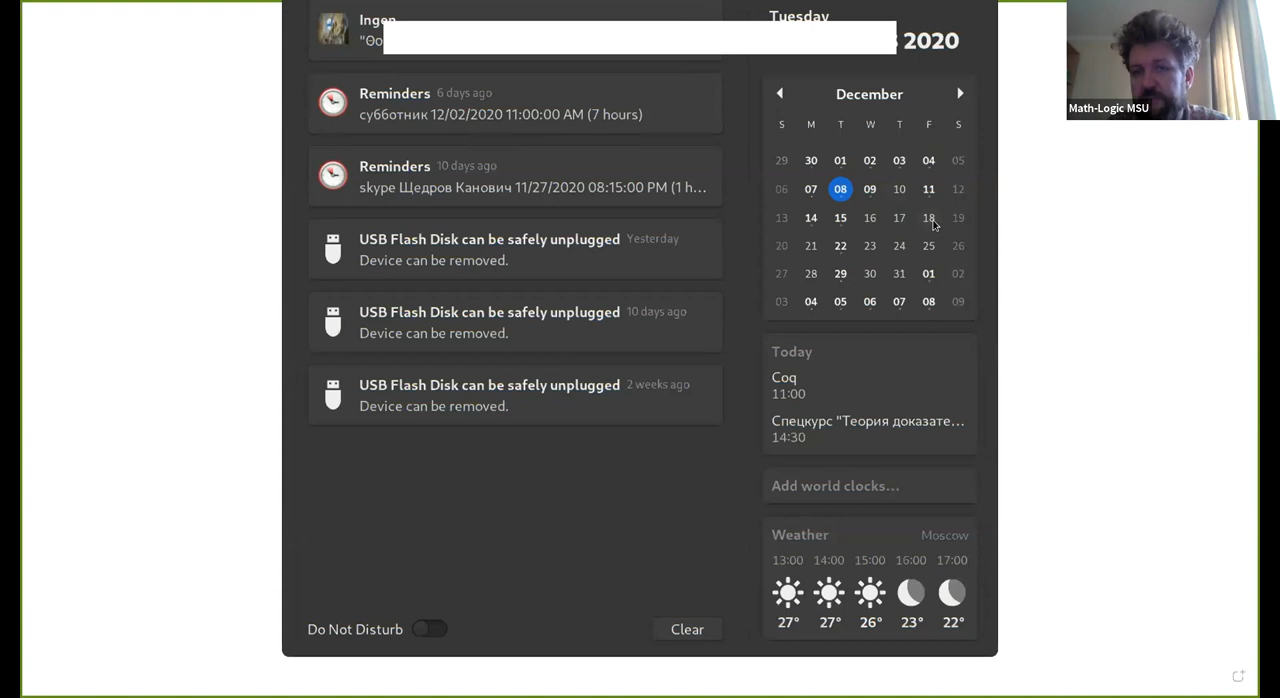 Ingen
"Θο
Tuesday
2020
Math-Logic MSU
Reminders 6 days ago
субботник 12/02/2020 11:00:00 AM (7 hours)
Reminders 10 days ago
skype Щедров Канович 11/27/2020 08:15:00 PM (1 h...
USB Flash Disk can be safely unplugged Yesterday
Device can be removed.
USB Flash Disk can be safely unplugged 10 days ago
Device can be removed.
USB Flash Disk can be safely unplugged 2 weeks ago
Device can be removed.
Do Not Disturb
Clear
December
S M T W T F S
29 30 01 02 03 04 05
06 07 08 09 10 11 12
13 14 15 16 17 18 19
20 21 22 23 24 25 26
27 28 29 30 31 01 02
03 04 05 06 07 08 09
Today
Coq
11:00
Спецкурс "Теория доказате...
14:30
Add world clocks...
Weather Moscow
13:00 14:00 15:00 16:00 17:00
27° 27° 26° 23° 22°